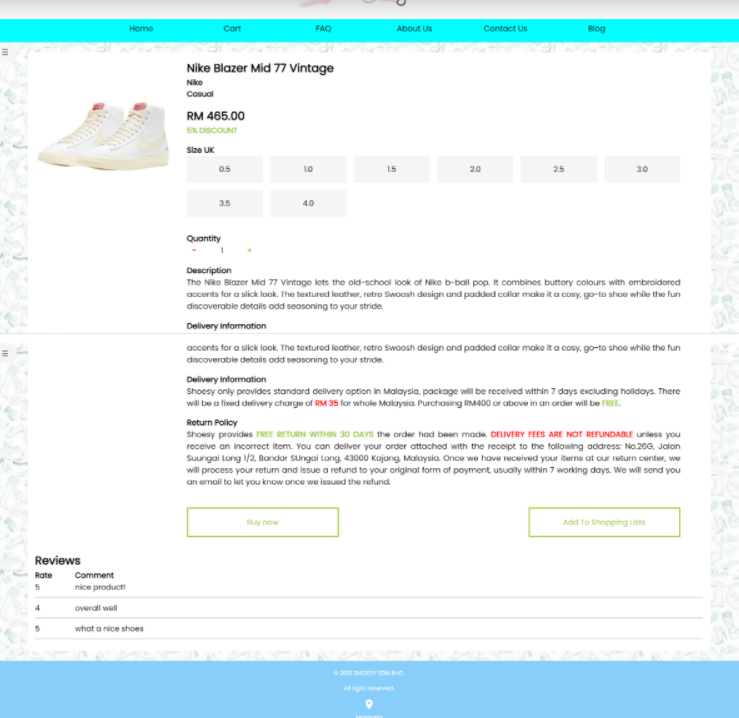 Home Cart FAQ About Us Contact Us Blog
Nike Blazer Mid 77 Vintage
Nike
Casual
RM 465.00
5% DISCOUNT
Size UK
0.5 1.0 1.5 2.0 2.5 3.0
3.5 4.0
Quantity
- 1 +
Description
The Nike Blazer Mid 77 Vintage lets the old-school look of Nike b-ball pop. It combines buttery colours with embroidered
accents for a slick look. The textured leather, retro Swoosh design and padded collar make it a cosy, go-to shoe while the fun
discoverable details add seasoning to your stride.
Delivery Information
accents for a slick look. The textured leather, retro Swoosh design and padded collar make it a cosy, go-to shoe while the fun
discoverable details add seasoning to your stride.
Delivery Information
Shoesy only provides standard delivery option in Malaysia, package will be received within 7 days excluding holidays. There
will be a fixed delivery charge of RM 35 for whole Malaysia. Purchasing RM400 or above in an order will be FREE.
Return Policy
Shoesy provides FREE RETURN WITHIN 30 DAYS the order had been made. DELIVERY FEES ARE NOT REFUNDABLE unless you
receive an incorrect item. You can deliver your order attached with the receipt to the following address: No.26G, Jalan
Suungai Long 1/2, Bandar SUngai Long, 43000 Kajang, Malaysia. Once we have received your items at our return center, we
will process your return and issue a refund to your original form of payment, usually within 7 working days. We will send you
an email to let you know once we issued the refund.
Buy now Add To Shopping Lists
Reviews
Rate Comment
5 nice product!
4 overall well
5 what a nice shoes
© 2021 SHOESY SDN BHD.
All right reserved.